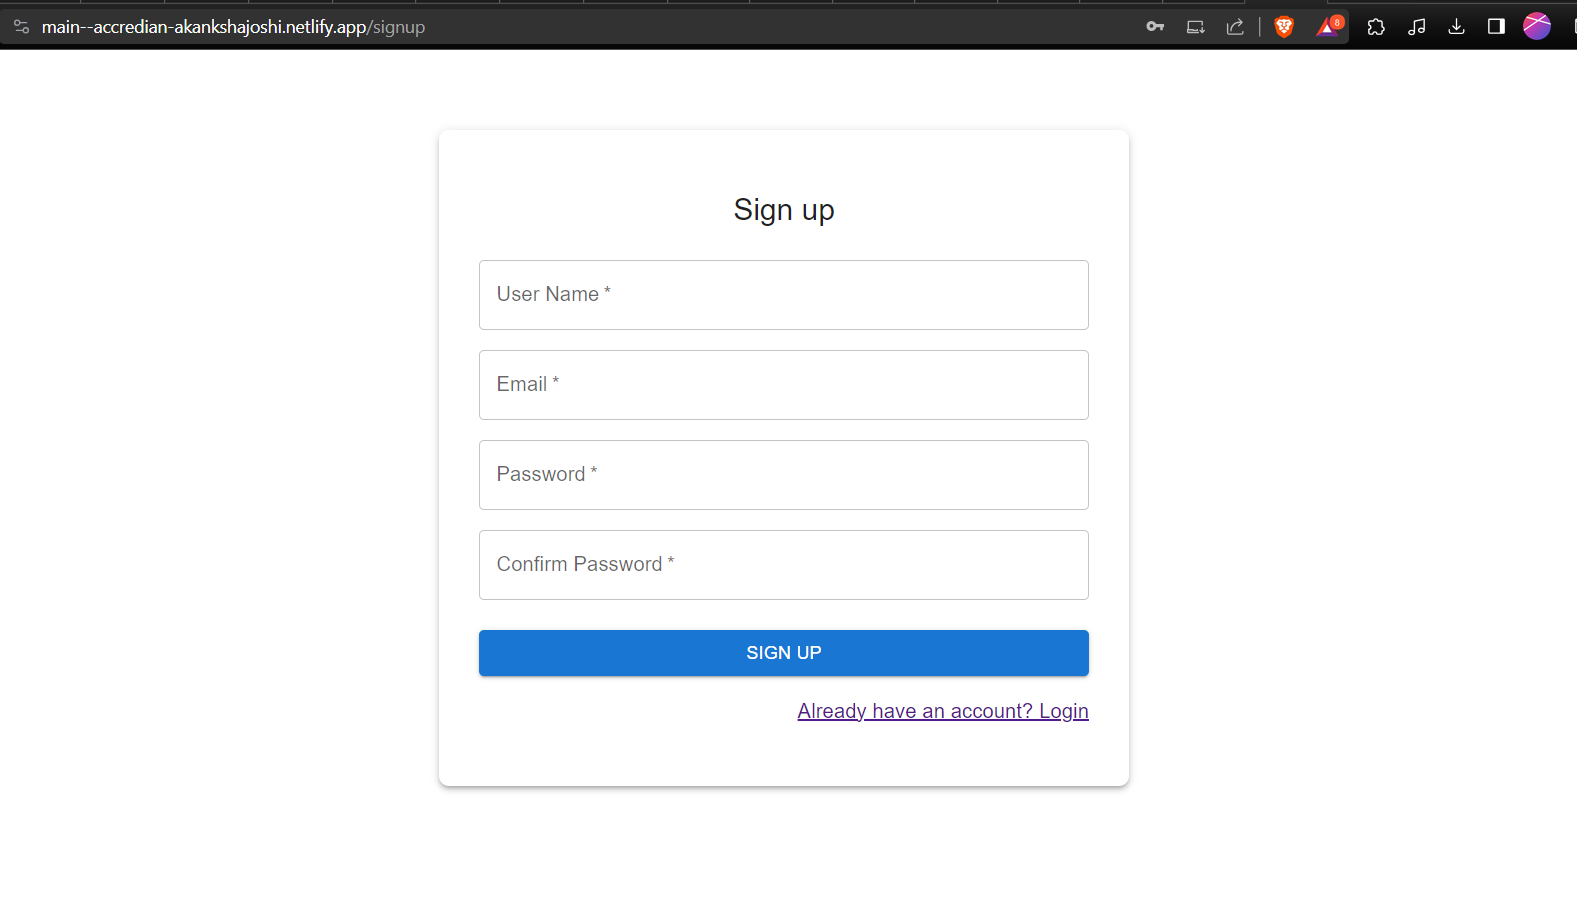 main--accredian-akankshajoshi.netlify.app/signup
8
Sign up
User Name *
Email *
Password *
Confirm Password *
SIGN UP
Already have an account? Login